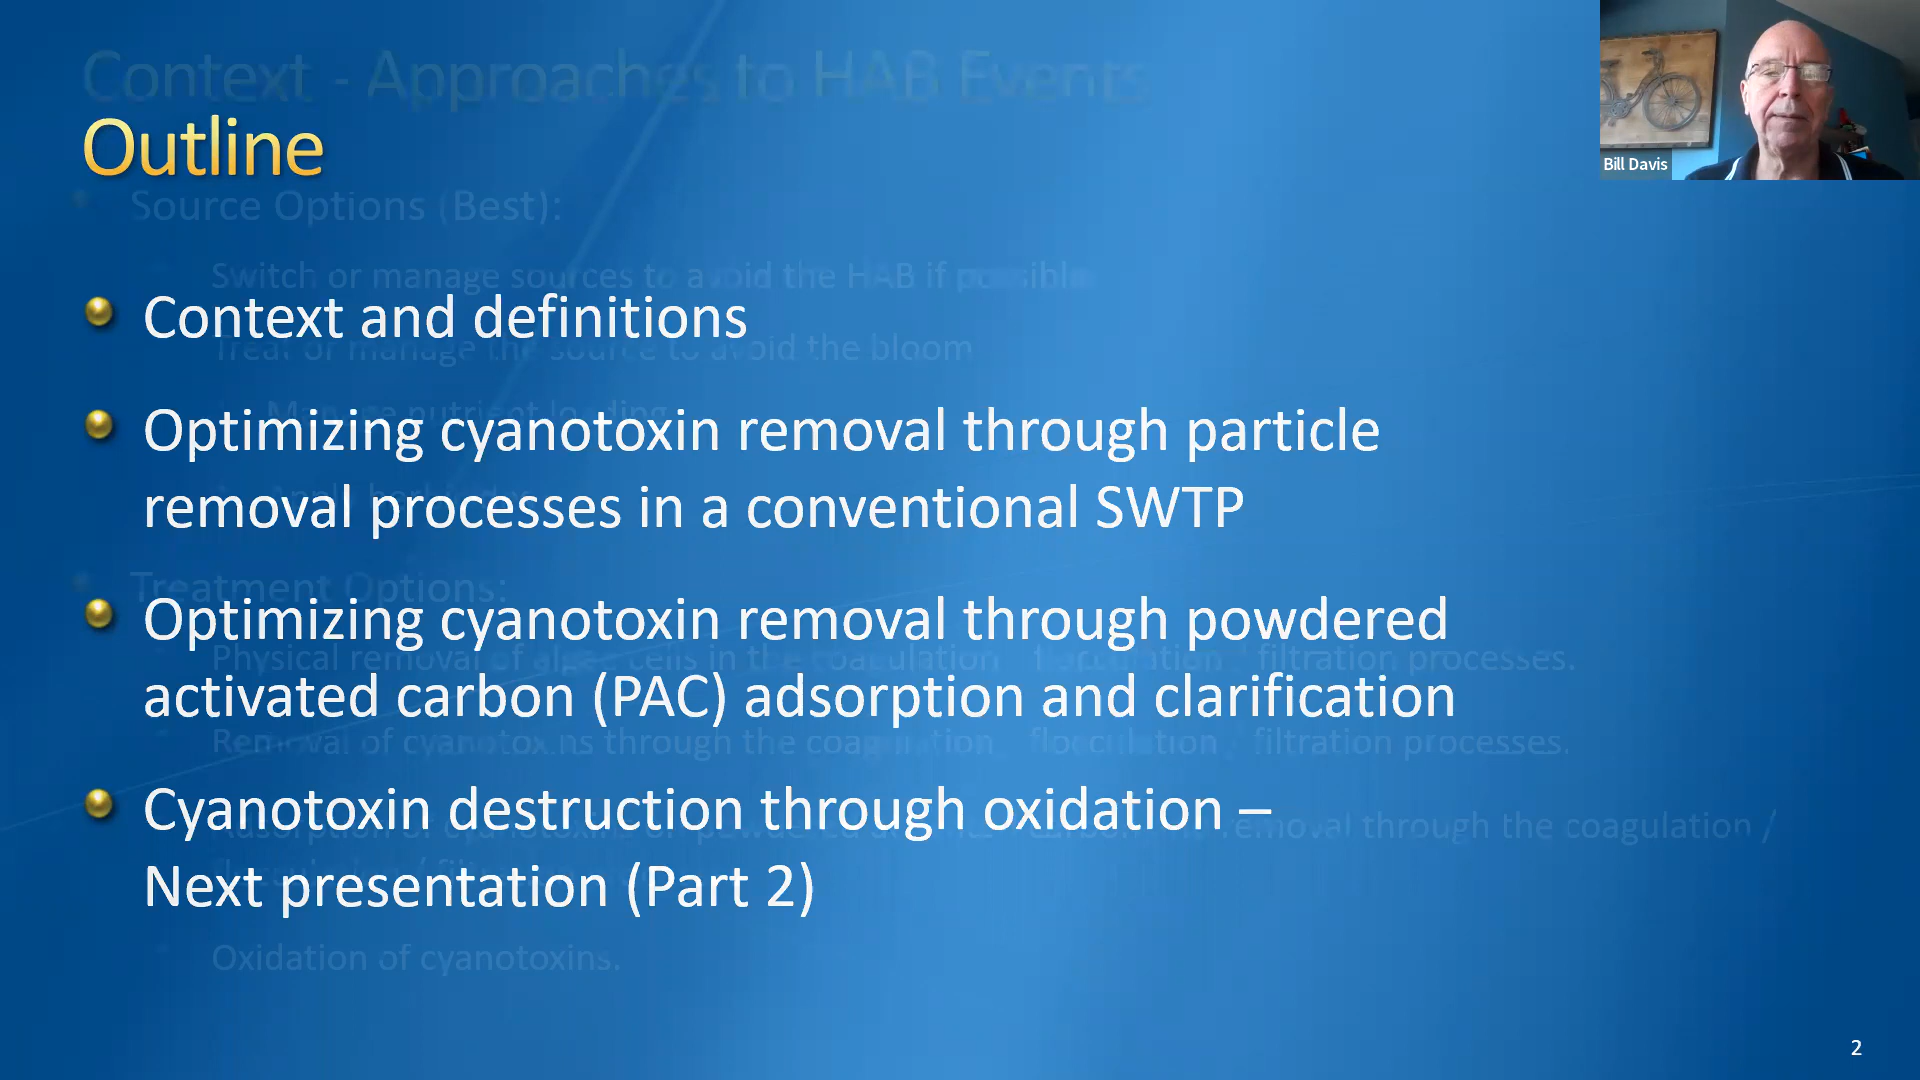 Context - Approaches to HAB Events
Outline
Bill Davis
Source Options (Best):
Switch or manage sources to avoid the HAB if possible
Context and definitions
Treat or manage the source to avoid the bloom
Manage nutrient loading
Optimizing cyanotoxin removal through particle
removal processes in a conventional SWTP
Treatment Options:
Optimizing cyanotoxin removal through powdered
Physical removal of algae cells in the coagulation / flocculation / filtration processes.
activated carbon (PAC) adsorption and clarification
Removal of cyanotoxins through the coagulation / flocculation / filtration processes.
Cyanotoxin destruction through oxidation –
removal through the coagulation /
Next presentation (Part 2)
Oxidation of cyanotoxins.
2